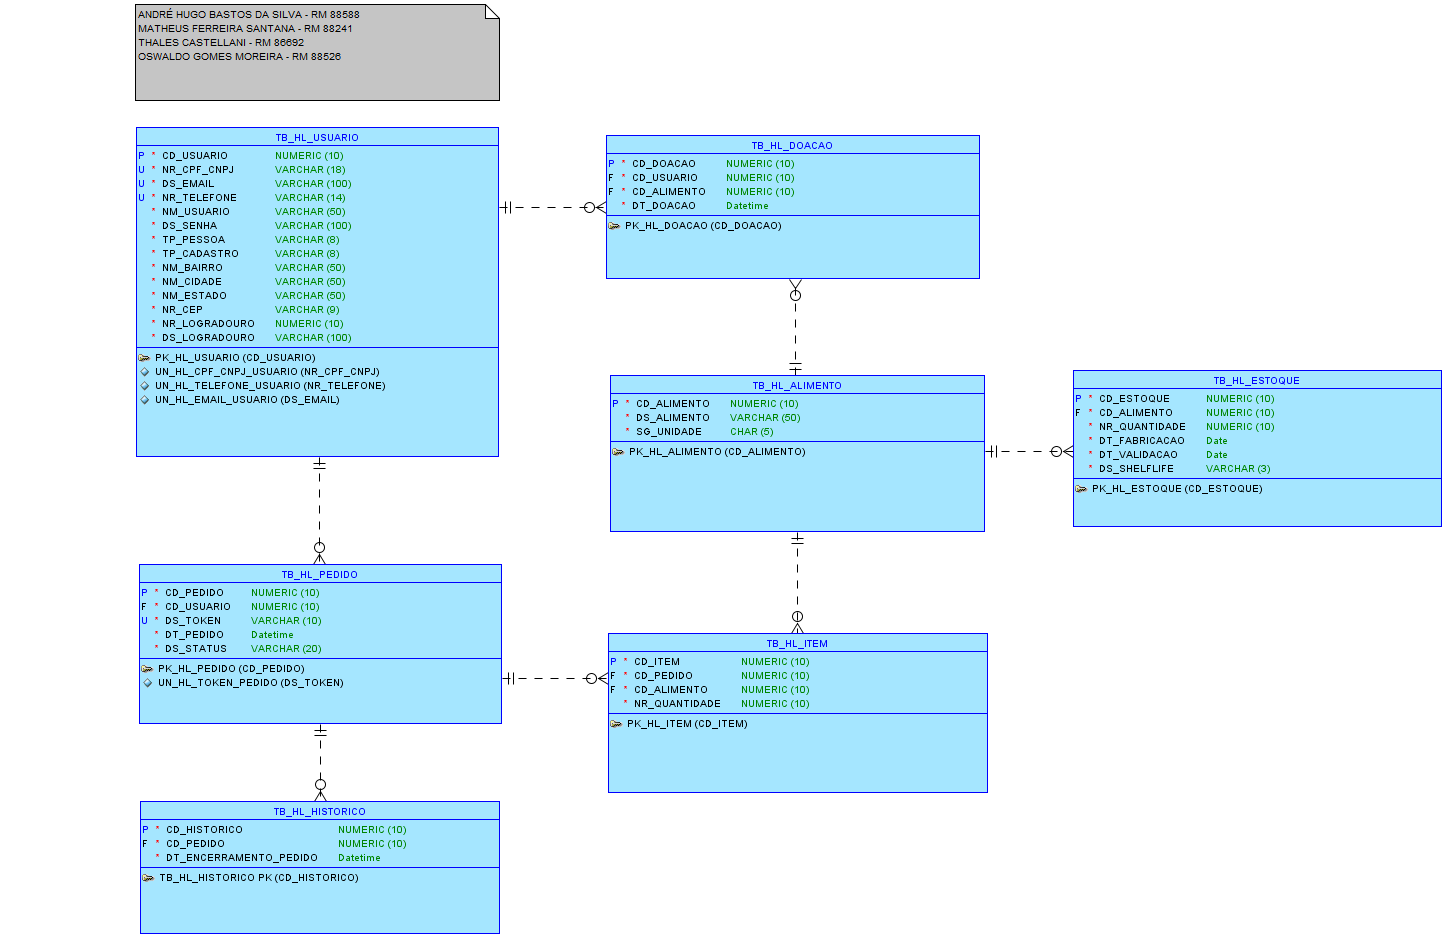 ANDRÉ HUGO BASTOS DA SILVA - RM 88588
MATHEUS FERREIRA SANTANA - RM 88241
THALES CASTELLANI - RM 86692
OSWALDO GOMES MOREIRA - RM 88526
TB_HL_USUARIO
P * CD_USUARIO NUMERIC (10)
U * NR_CPF_CNPJ VARCHAR (18)
U * DS_EMAIL VARCHAR (100)
U * NR_TELEFONE VARCHAR (14)
* NM_USUARIO VARCHAR (50)
* DS_SENHA VARCHAR (100)
* TP_PESSOA VARCHAR (8)
* TP_CADASTRO VARCHAR (8)
* NM_BAIRRO VARCHAR (50)
* NM_CIDADE VARCHAR (50)
* NM_ESTADO VARCHAR (50)
* NR_CEP VARCHAR (9)
* NR_LOGRADOURO NUMERIC (10)
* DS_LOGRADOURO VARCHAR (100)
PK_HL_USUARIO (CD_USUARIO)
UN_HL_CPF_CNPJ_USUARIO (NR_CPF_CNPJ)
UN_HL_TELEFONE_USUARIO (NR_TELEFONE)
UN_HL_EMAIL_USUARIO (DS_EMAIL)
TB_HL_DOACAO
P * CD_DOACAO NUMERIC (10)
F * CD_USUARIO NUMERIC (10)
F * CD_ALIMENTO NUMERIC (10)
* DT_DOACAO Datetime
PK_HL_DOACAO (CD_DOACAO)
TB_HL_ALIMENTO
P * CD_ALIMENTO NUMERIC (10)
* DS_ALIMENTO VARCHAR (50)
* SG_UNIDADE CHAR (5)
PK_HL_ALIMENTO (CD_ALIMENTO)
TB_HL_ESTOQUE
P * CD_ESTOQUE NUMERIC (10)
F * CD_ALIMENTO NUMERIC (10)
* NR_QUANTIDADE NUMERIC (10)
* DT_FABRICACAO Date
* DT_VALIDACAO Date
* DS_SHELFLIFE VARCHAR (3)
PK_HL_ESTOQUE (CD_ESTOQUE)
TB_HL_PEDIDO
P * CD_PEDIDO NUMERIC (10)
F * CD_USUARIO NUMERIC (10)
U * DS_TOKEN VARCHAR (10)
* DT_PEDIDO Datetime
* DS_STATUS VARCHAR (20)
PK_HL_PEDIDO (CD_PEDIDO)
UN_HL_TOKEN_PEDIDO (DS_TOKEN)
TB_HL_ITEM
P * CD_ITEM NUMERIC (10)
F * CD_PEDIDO NUMERIC (10)
F * CD_ALIMENTO NUMERIC (10)
* NR_QUANTIDADE NUMERIC (10)
PK_HL_ITEM (CD_ITEM)
TB_HL_HISTORICO
P * CD_HISTORICO NUMERIC (10)
F * CD_PEDIDO NUMERIC (10)
* DT_ENCERRAMENTO_PEDIDO Datetime
TB_HL_HISTORICO PK (CD_HISTORICO)